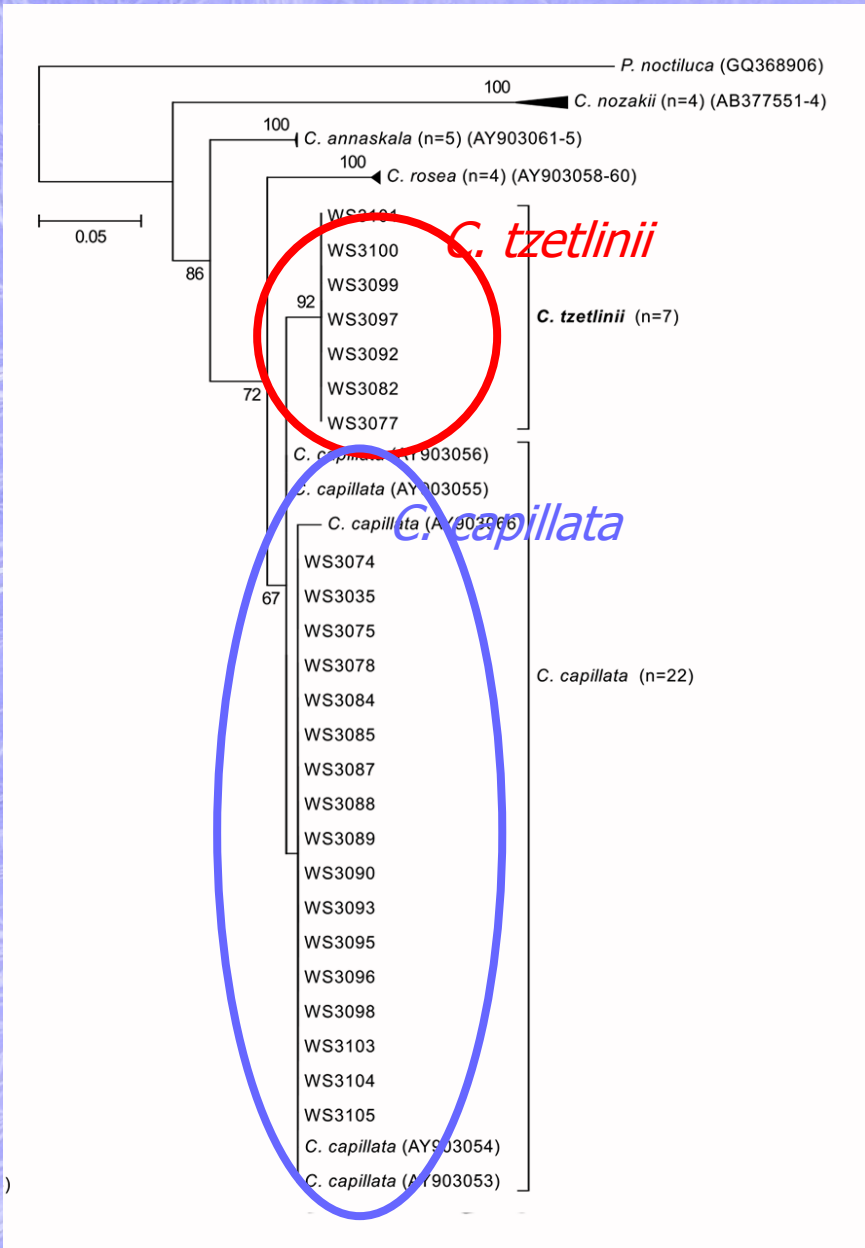 P. noctiluca (GQ368906)
100
C. nozakii (n=4) (AB377551-4)
100
C. annaskala (n=5) (AY903061-5)
100
C. rosea (n=4) (AY903058-60)
0.05
86
72
92
67
WS3101
WS3100
WS3099
WS3097
WS3092
WS3082
WS3077
C. tzetlinii
C. tzetlinii (n=7)
C. capillata (AY903056)
C. capillata (AY903055)
C. capillata (AY903066)
C. capillata
WS3074
WS3035
WS3075
WS3078
WS3084
WS3085
WS3087
WS3088
WS3089
WS3090
WS3093
WS3095
WS3096
WS3098
WS3103
WS3104
WS3105
C. capillata (AY903054)
C. capillata (AY903053)
C. capillata (n=22)
)